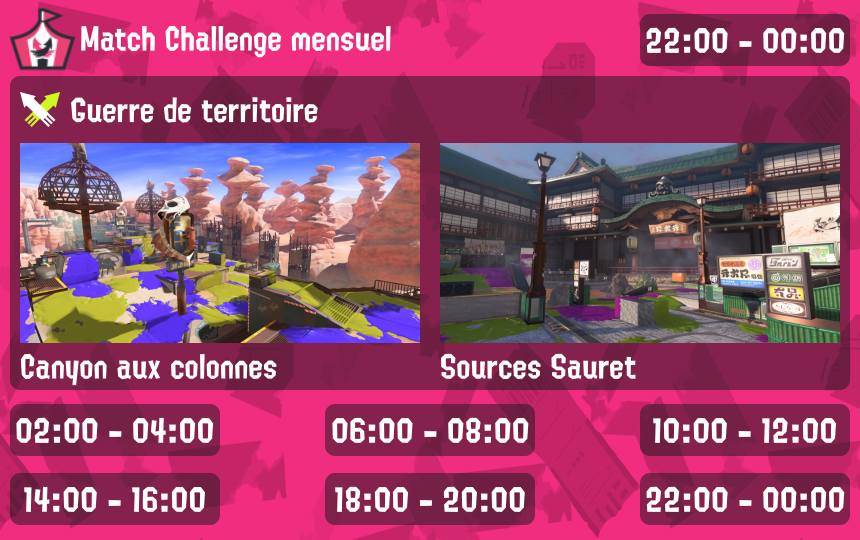 Match Challenge mensuel
22:00 - 00:00
Guerre de territoire
Canyon aux colonnes
Sources Sauret
02:00 - 04:00
06:00 - 08:00
10:00 - 12:00
14:00 - 16:00
18:00 - 20:00
22:00 - 00:00